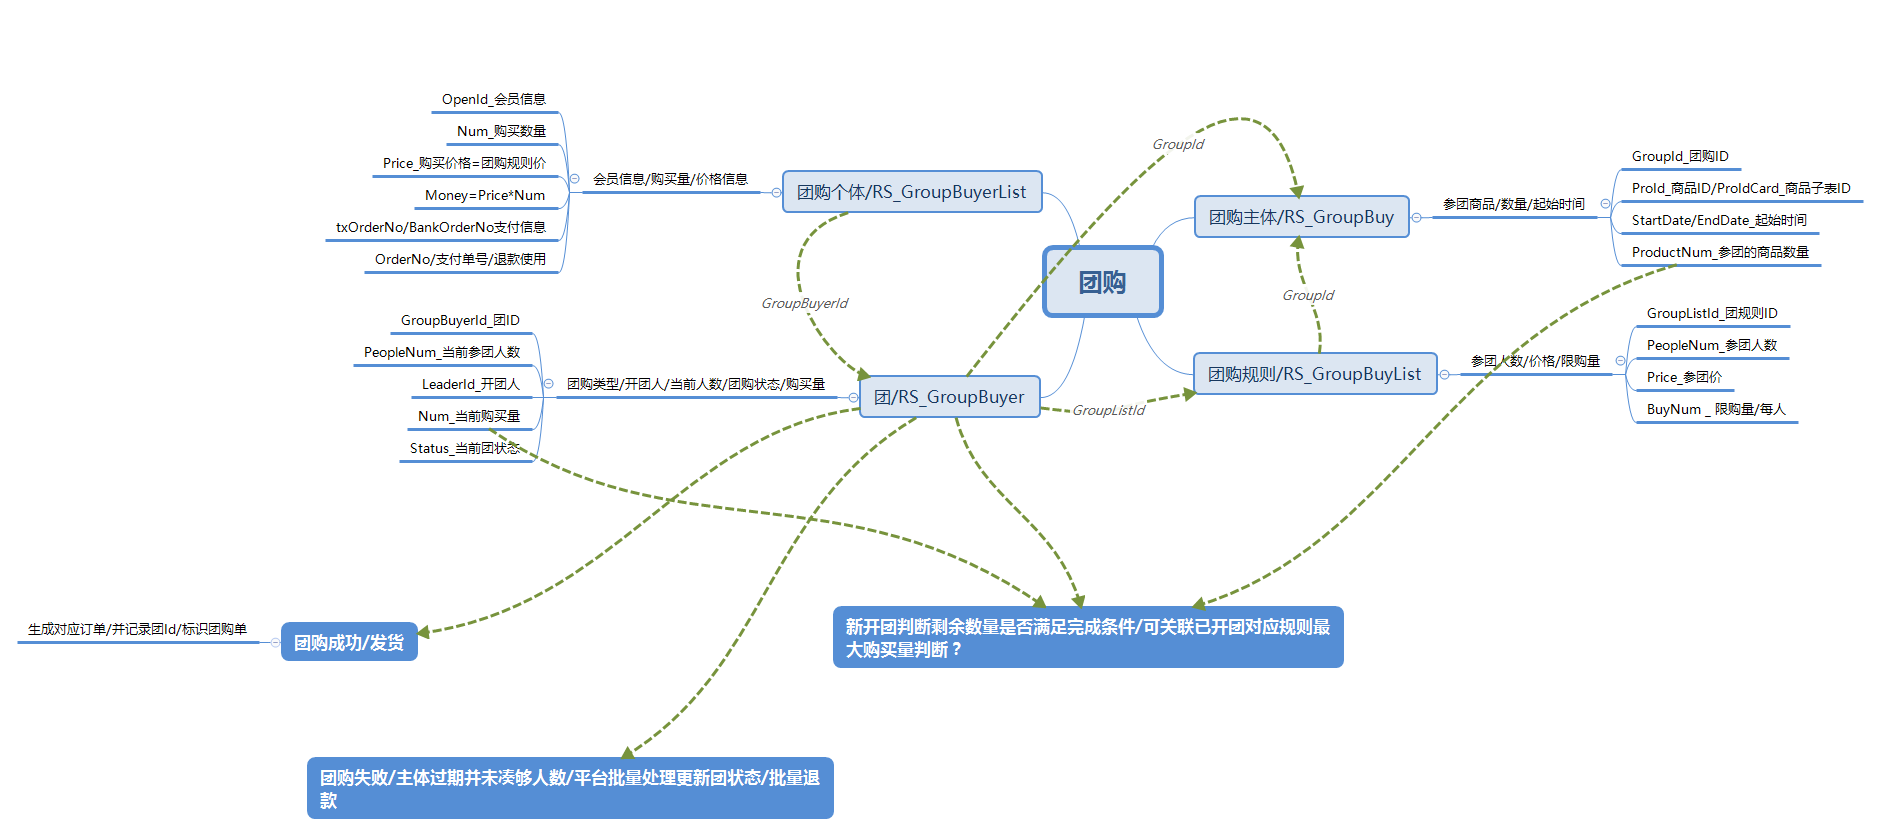 团购
团购个体/RS_GroupBuyerList
会员信息/购买量/价格信息
OpenId_会员信息
Num_购买数量
Price_购买价格=团购规则价
Money=Price*Num
txOrderNo/BankOrderNo支付信息
OrderNo/支付单号/退款使用
团/RS_GroupBuyer
团购类型/开团人/当前人数/团购状态/购买量
GroupBuyerId_团ID
PeopleNum_当前参团人数
LeaderId_开团人
Num_当前购买量
Status_当前团状态
团购主体/RS_GroupBuy
参团商品/数量/起始时间
GroupId_团购ID
ProId_商品ID/ProIdCard_商品子表ID
StartDate/EndDate_起始时间
ProductNum_参团的商品数量
团购规则/RS_GroupBuyList
参团人数/价格/限购量
GroupListId_团规则ID
PeopleNum_参团人数
Price_参团价
BuyNum _ 限购量/每人
GroupId
GroupBuyerId
GroupId
GroupListId
生成对应订单/并记录团Id/标识团购单
团购成功/发货
新开团判断剩余数量是否满足完成条件/可关联已开团对应规则最
大购买量判断？
团购失败/主体过期并未凑够人数/平台批量处理更新团状态/批量退
款